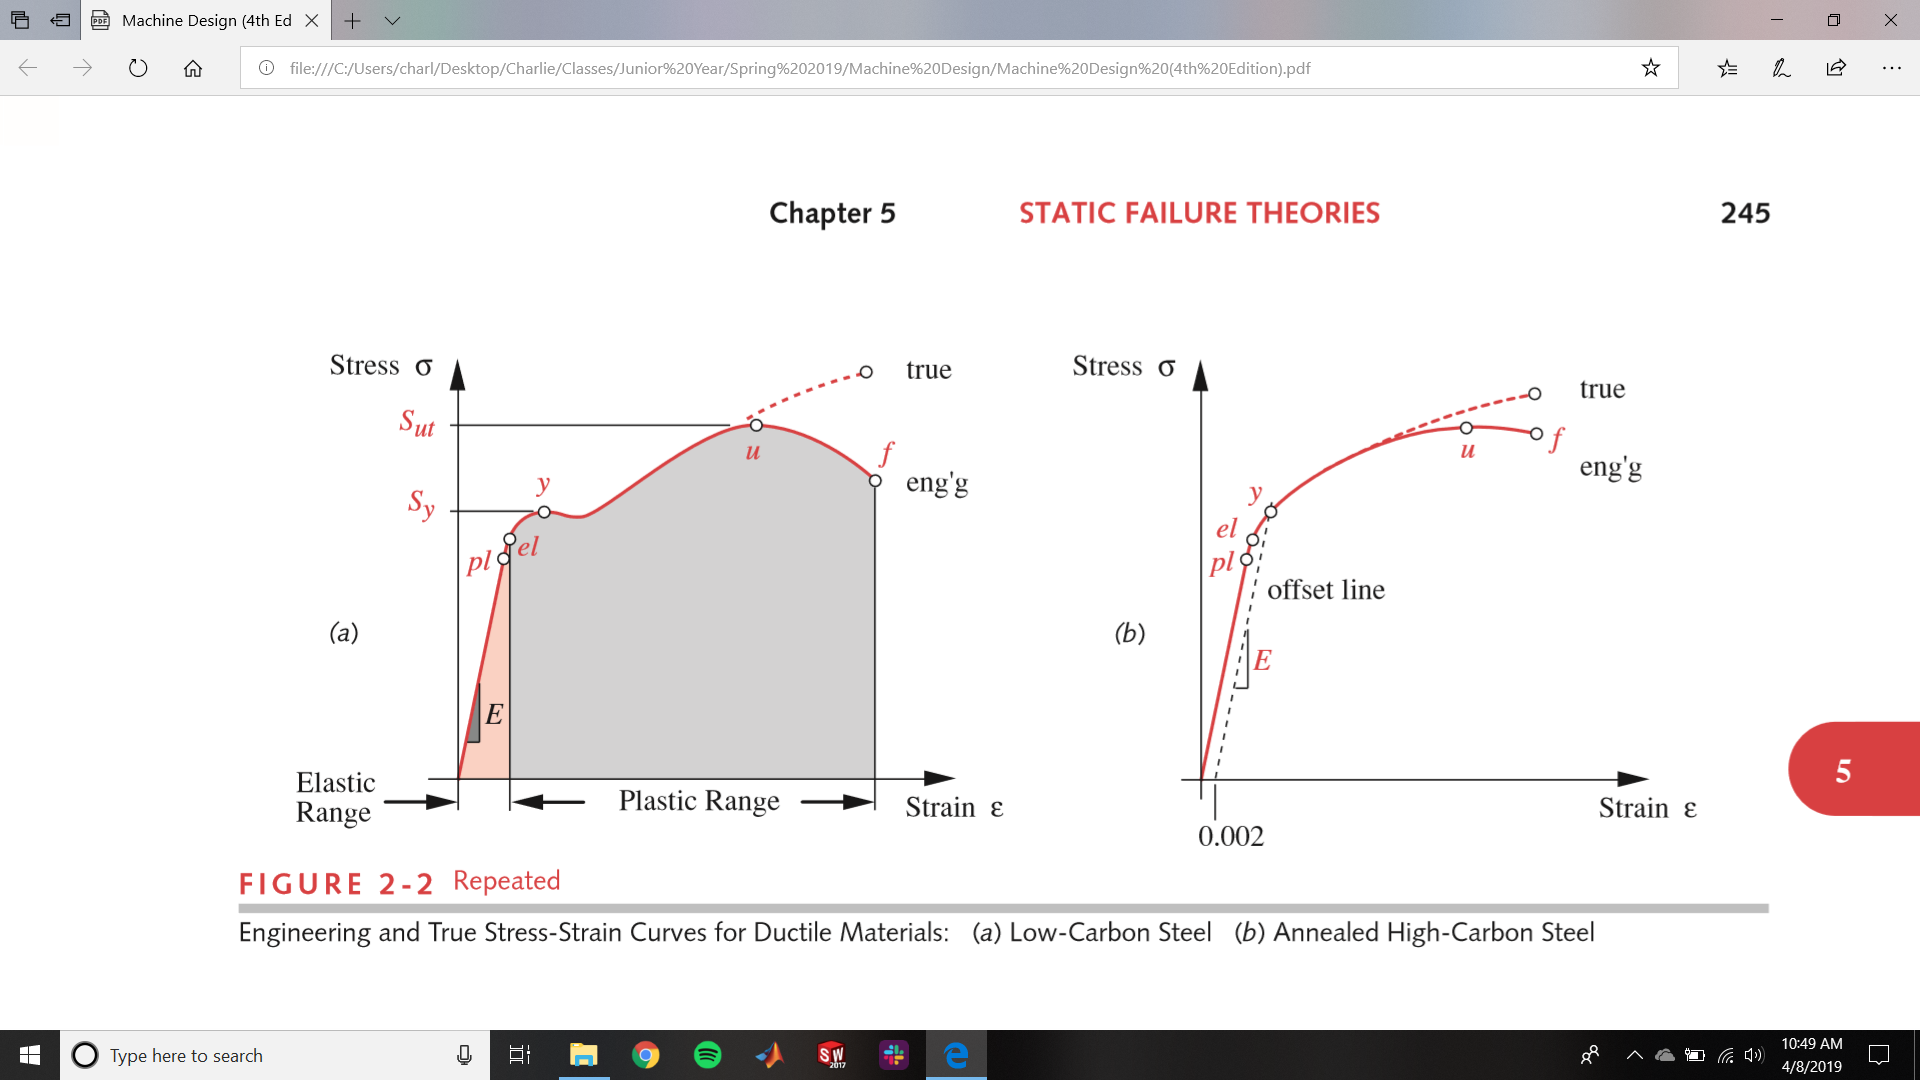 Machine Design (4th Ed
file:///C:/Users/charl/Desktop/Charlie/Classes/Junior%20Year/Spring%202019/Machine%20Design/Machine%20Design%20(4th%20Edition).pdf
Chapter 5 STATIC FAILURE THEORIES 245
Stress σ
true
Sut
u
f
eng'g
y
Sy
el
pl
(a)
E
Elastic
Range
Plastic Range
Strain ε
Stress σ
true
u
f
eng'g
y
el
pl
offset line
(b)
E
Strain ε
0.002
5
FIGURE 2-2 Repeated
Engineering and True Stress-Strain Curves for Ductile Materials: (a) Low-Carbon Steel (b) Annealed High-Carbon Steel
Type here to search
SW
2017
10:49 AM
4/8/2019